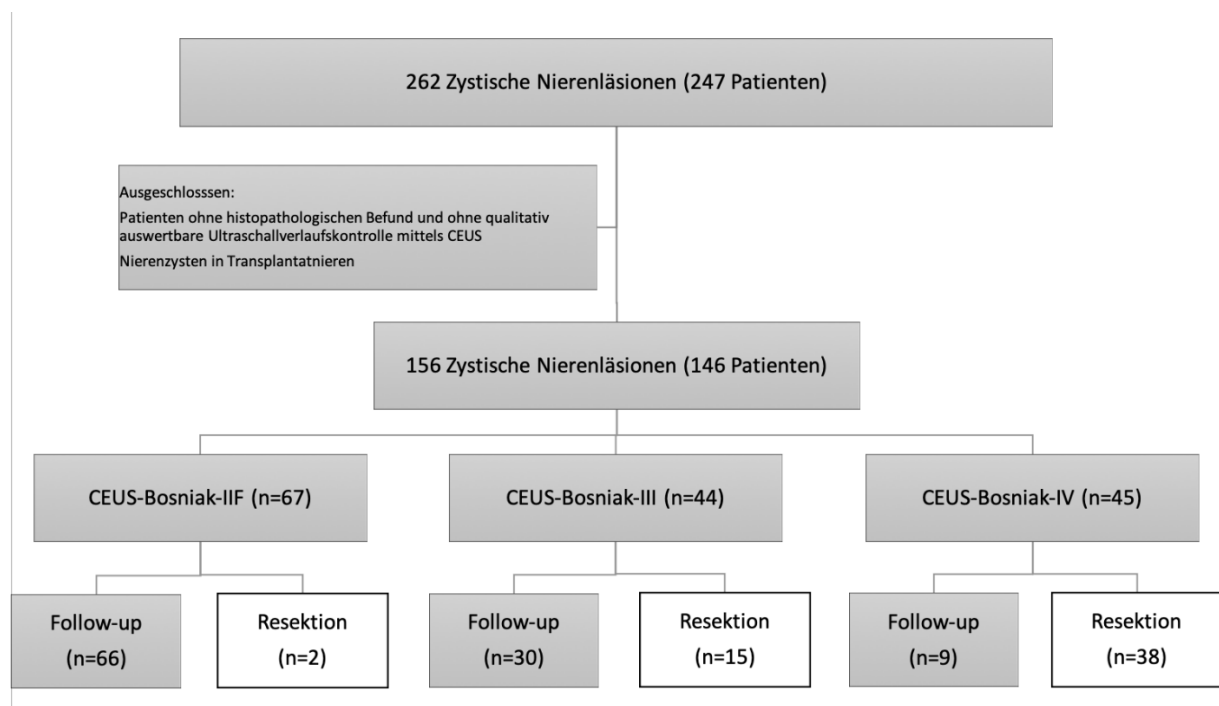 262 Zystische Nierenläsionen (247 Patienten)
Ausgeschlosssen:
Patienten ohne histopathologischen Befund und ohne qualitativ
auswertbare Ultraschallverlaufskontrolle mittels CEUS
Nierenzysten in Transplantatnieren
156 Zystische Nierenläsionen (146 Patienten)
CEUS-Bosniak-IIF (n=67)
CEUS-Bosniak-III (n=44)
CEUS-Bosniak-IV (n=45)
Follow-up
(n=66)
Resektion
(n=2)
Follow-up
(n=30)
Resektion
(n=15)
Follow-up
(n=9)
Resektion
(n=38)